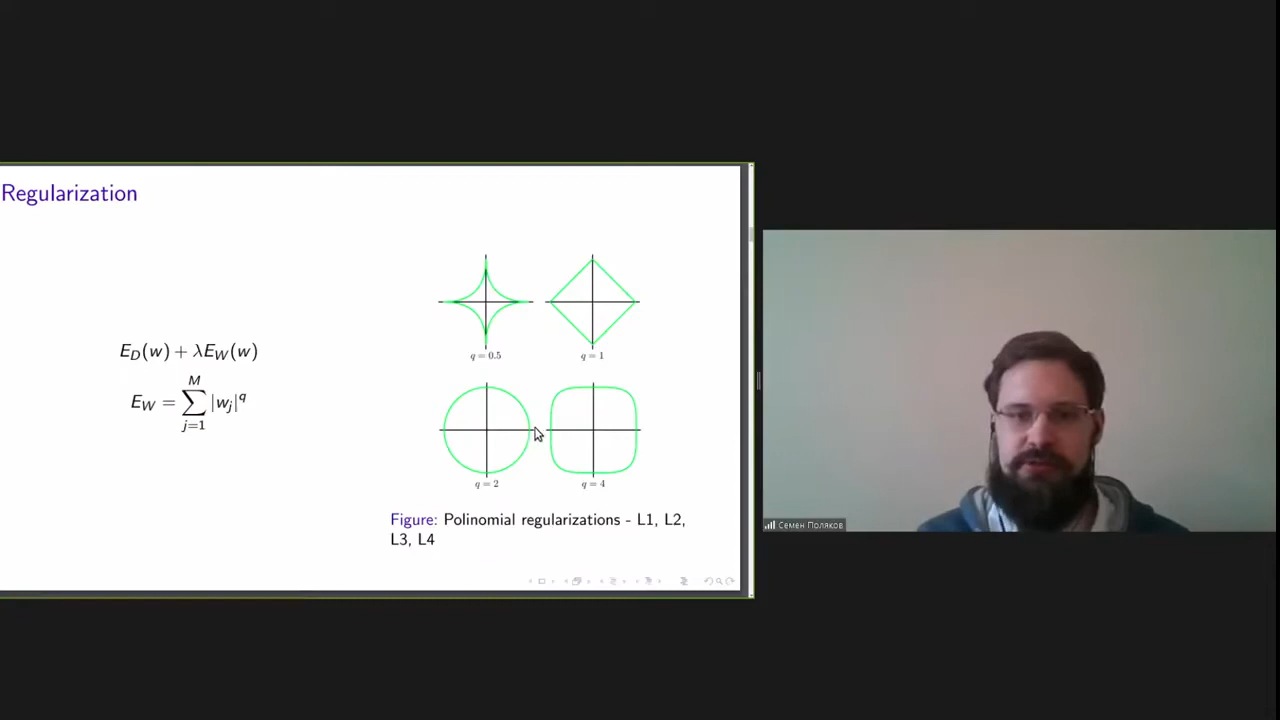 Regularization
q = 0.5
q = 1
E_D(w) + λE_W(w)
E_W = \sum_{j=1}^{M} |w_j|^q
q = 2
q = 4
Figure: Polinomial regularizations - L1, L2,
L3, L4
Семен Поляков